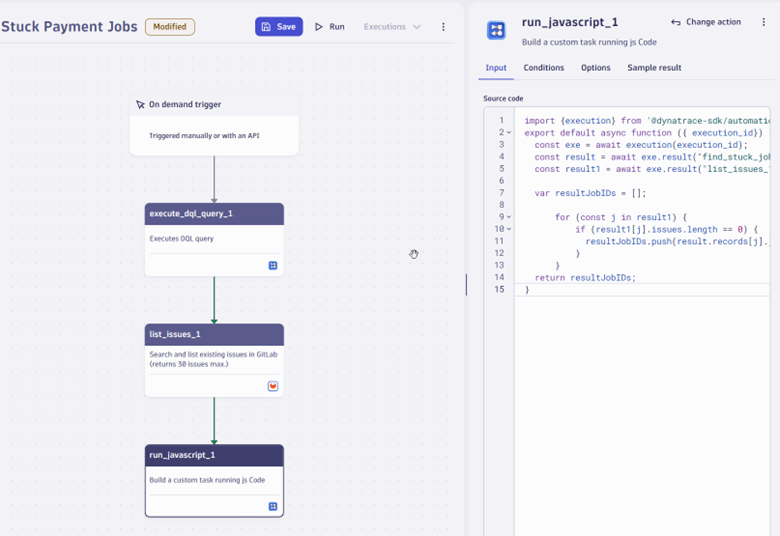 Stuck Payment Jobs
Modified
Save
Run
Executions
On demand trigger
Triggered manually or with an API
execute_dql_query_1
Executes DQL query
list_issues_1
Search and list existing issues in GitLab
(returns 30 issues max.)
run_javascript_1
Build a custom task running js Code
run_javascript_1
Change action
Build a custom task running js Code
Input
Conditions
Options
Sample result
Source code
1 import {execution} from '@dynatrace-sdk/automati
2 export default async function ({ execution_id})
3 const exe = await execution(execution_id);
4 const result = await exe.result("find_stuck_jo
5 const result1 = await exe.result("list_issues_
6
7 var resultJobIDs = [];
8
9 for (const j in result1) {
10 if (result1[j].issues.length == 0) {
11 resultJobIDs.push(result.records[j].
12 }
13 }
14 return resultJobIDs;
15 }